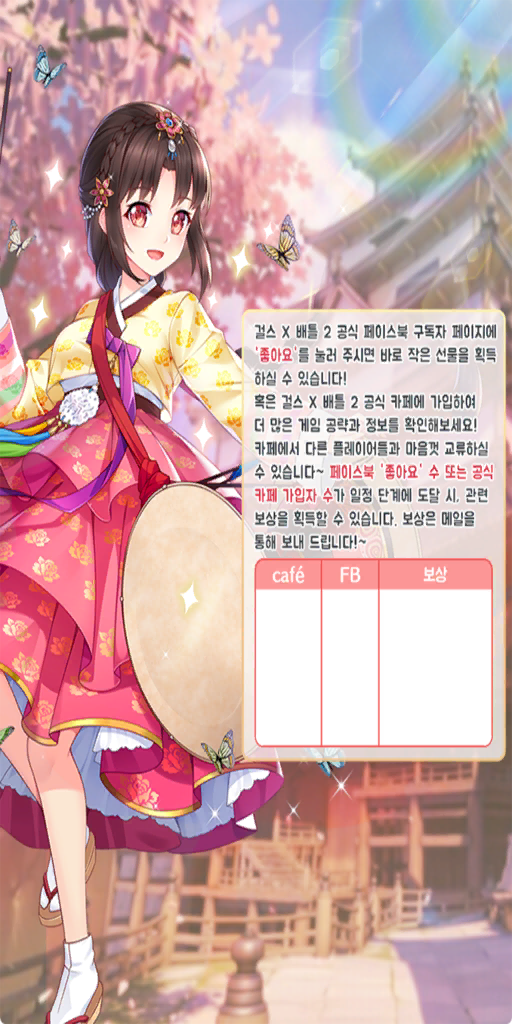 걸스 X 배틀 2 공식 페이스북 구독자 페이지에
'좋아요'를 눌러 주시면 바로 작은 선물을 획득
하실 수 있습니다!
혹은 걸스 X 배틀 2 공식 카페에 가입하여
더 많은 게임 공략과 정보를 확인해보세요!
카페에서 다른 플레이어들과 마음껏 교류하실
수 있습니다~ 페이스북 '좋아요' 수 또는 공식
카페 가입자 수가 일정 단계에 도달 시, 관련
보상을 획득할 수 있습니다. 보상은 메일을
통해 보내 드립니다!~
café FB 보상